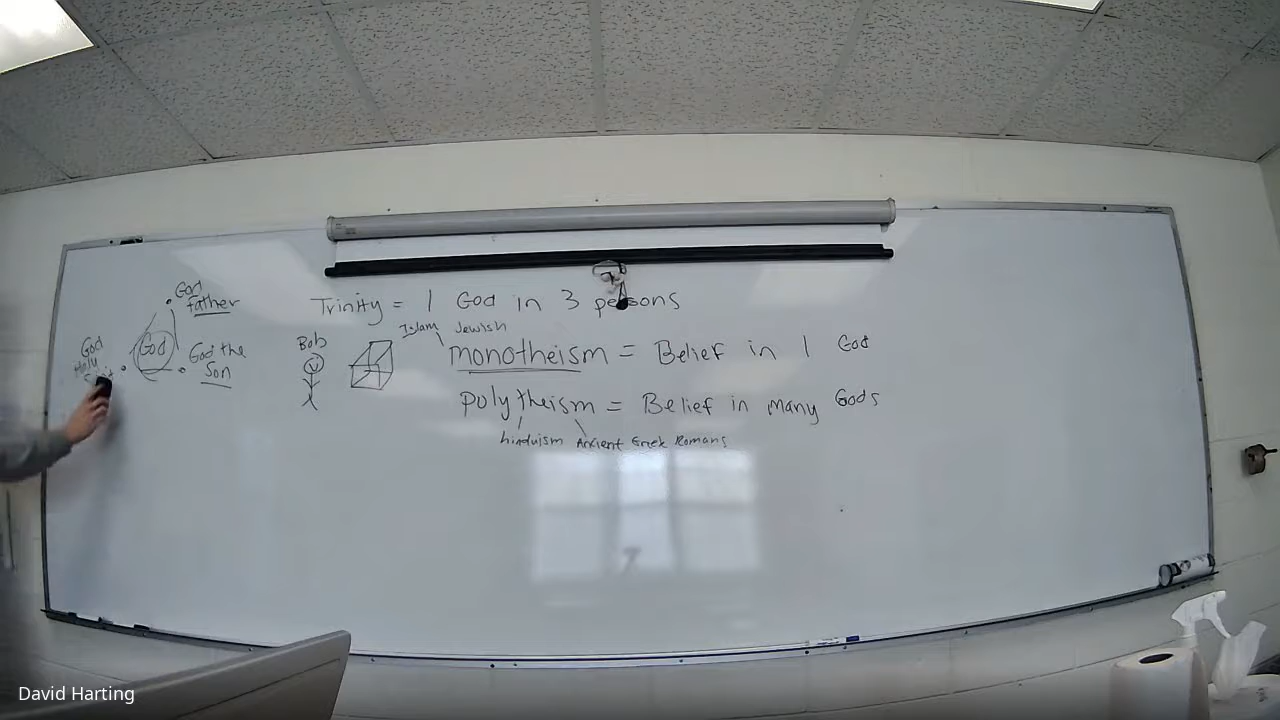 God
Father
God
Holy
God
God the
Son
Trinity = 1 God in 3 persons
Islam Jewish
Bob
monotheism = Belief in 1 God
polytheism = Belief in many Gods
hinduism Ancient Greek Romans
David Harting